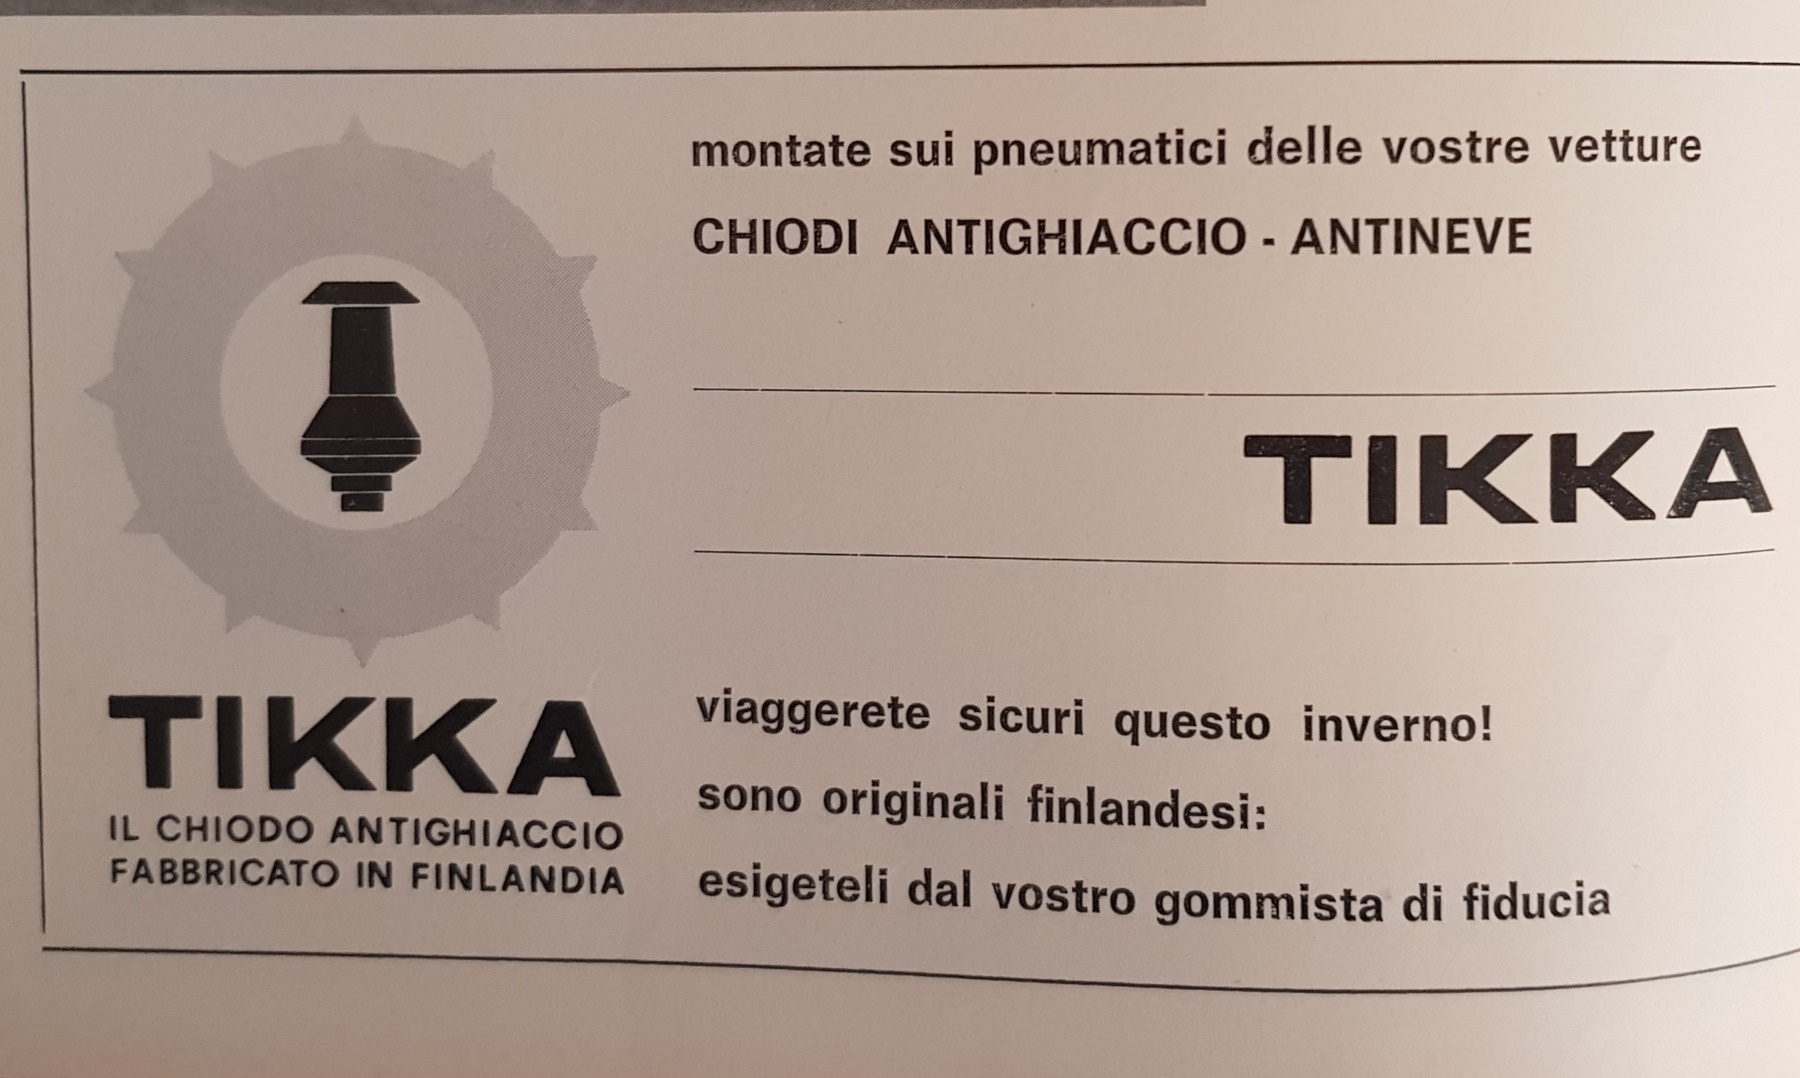 montate sui pneumatici delle vostre vetture
CHIODI ANTIGHIACCIO - ANTINEVE
TIKKA
TIKKA
IL CHIODO ANTIGHIACCIO
FABBRICATO IN FINLANDIA
viaggerete sicuri questo inverno!
sono originali finlandesi:
esigeteli dal vostro gommista di fiducia